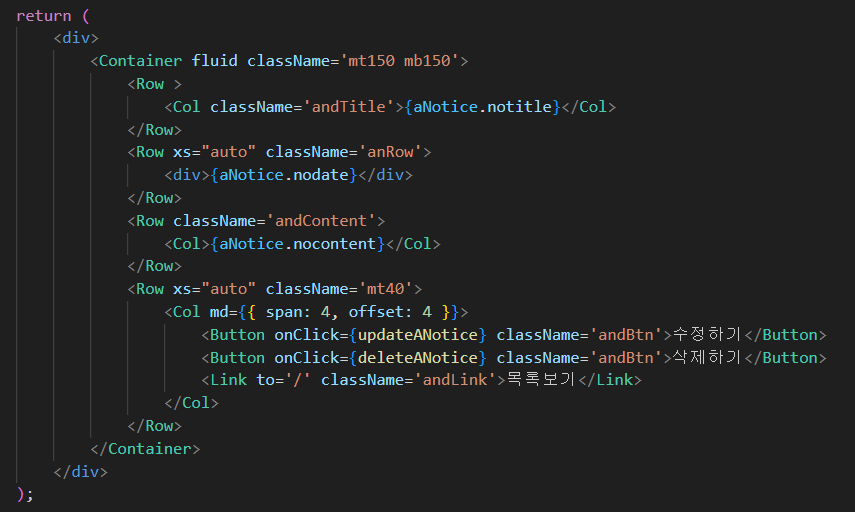 return (
<div>
<Container fluid className='mt150 mb150'>
<Row >
<Col className='andTitle'>{aNotice.notitle}</Col>
</Row>
<Row xs="auto" className='anRow'>
<div>{aNotice.nodate}</div>
</Row>
<Row className='andContent'>
<Col>{aNotice.nocontent}</Col>
</Row>
<Row xs="auto" className='mt40'>
<Col md={{ span: 4, offset: 4 }}>
<Button onClick={updateANotice} className='andBtn'>수정하기</Button>
<Button onClick={deleteANotice} className='andBtn'>삭제하기</Button>
<Link to='/' className='andLink'>목록보기</Link>
</Col>
</Row>
</Container>
</div>
);